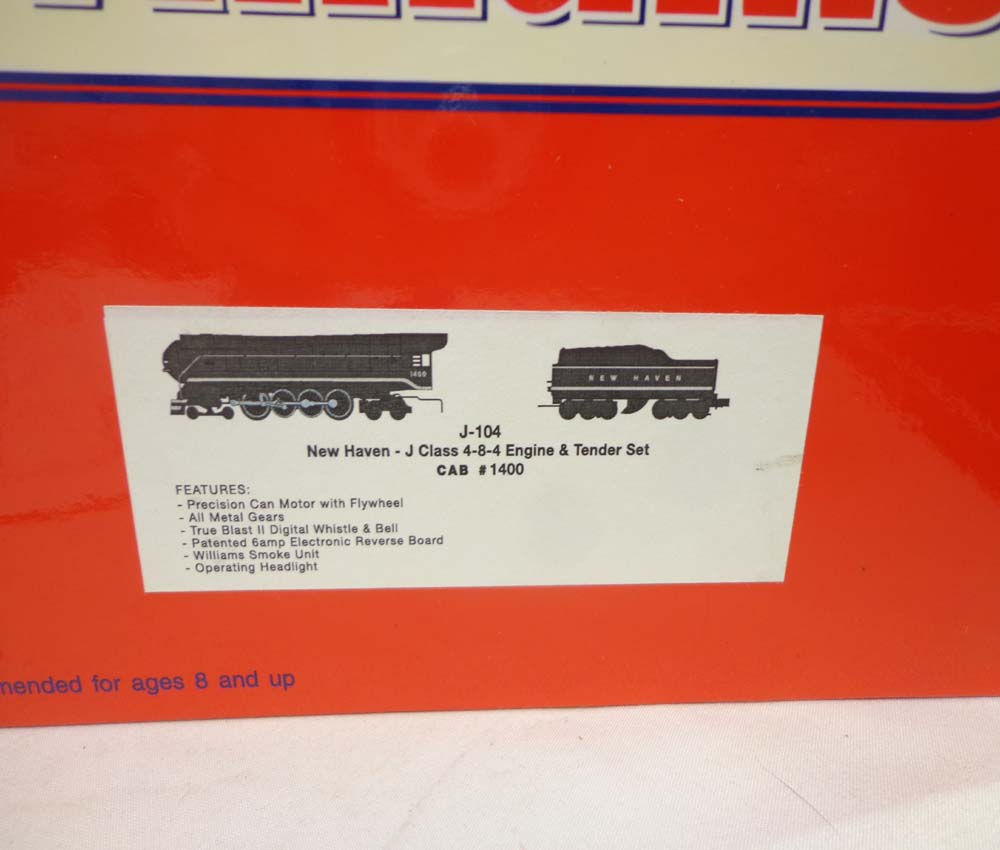 1400
NEW HAVEN
J-104
New Haven - J Class 4-8-4 Engine & Tender Set
CAB #1400
FEATURES:
- Precision Can Motor with Flywheel
- All Metal Gears
- True Blast II Digital Whistle & Bell
- Patented 6amp Electronic Reverse Board
- Williams Smoke Unit
- Operating Headlight
mended for ages 8 and up